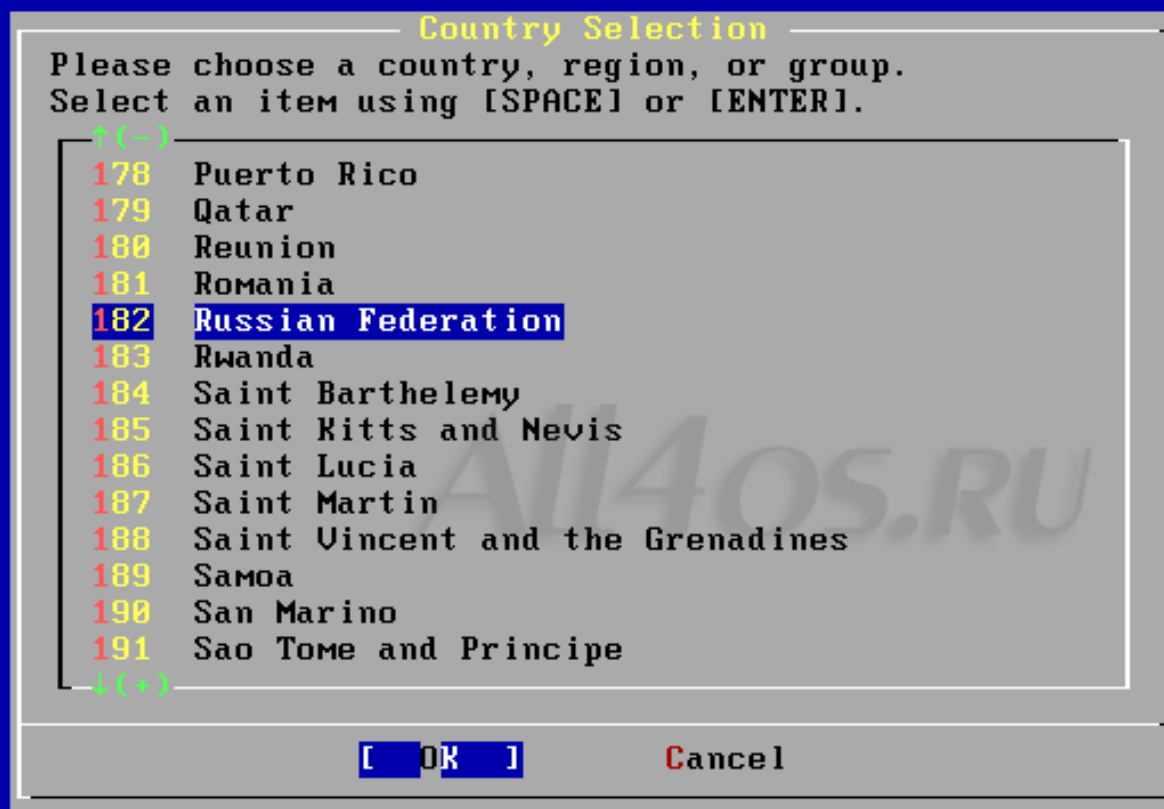 Country Selection
Please choose a country, region, or group.
Select an item using [SPACE] or [ENTER].
↑(-)
178 Puerto Rico
179 Qatar
180 Reunion
181 Romania
182 Russian Federation
183 Rwanda
184 Saint Barthelemy
185 Saint Kitts and Nevis
186 Saint Lucia
187 Saint Martin
188 Saint Vincent and the Grenadines
189 Samoa
190 San Marino
191 Sao Tome and Principe
↓(+)
[ OK ] Cancel
All4os.RU